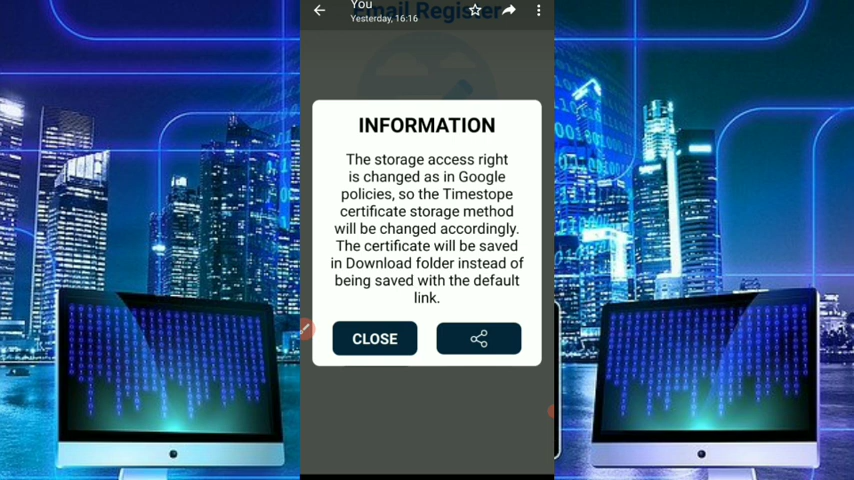 You
Email Register
Yesterday, 16:16
INFORMATION
The storage access right
is changed as in Google
policies, so the Timestope
certificate storage method
will be changed accordingly.
The certificate will be saved
in Download folder instead of
being saved with the default
link.
CLOSE